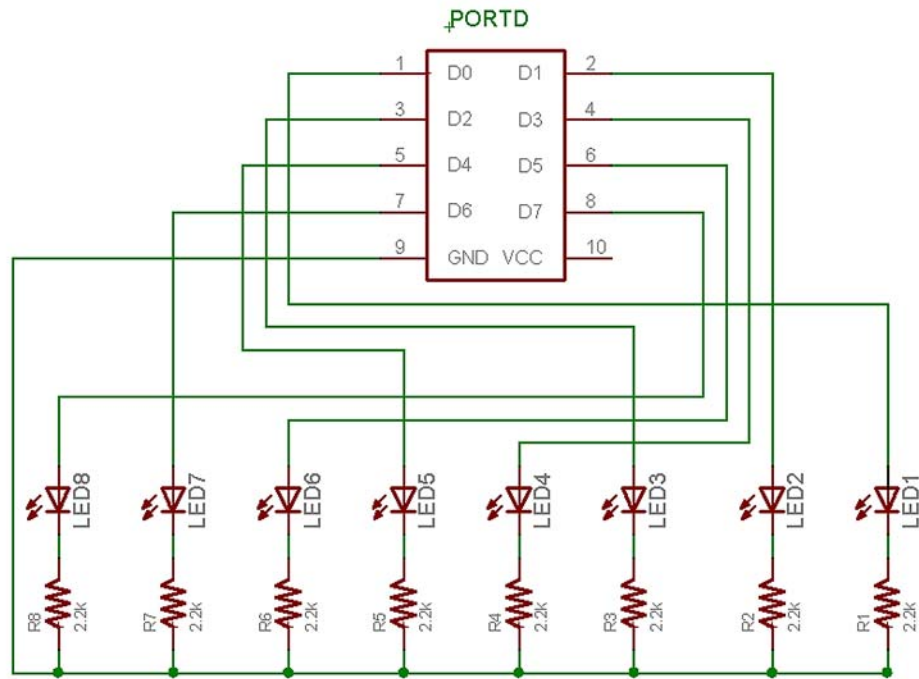 PORTD
1 D0 D1 2
3 D2 D3 4
5 D4 D5 6
7 D6 D7 8
9 GND VCC 10
LED8 LED7 LED6 LED5 LED4 LED3 LED2 LED1
R8 2.2k R7 2.2k R6 2.2k R5 2.2k R4 2.2k R3 2.2k R2 2.2k R1 2.2k